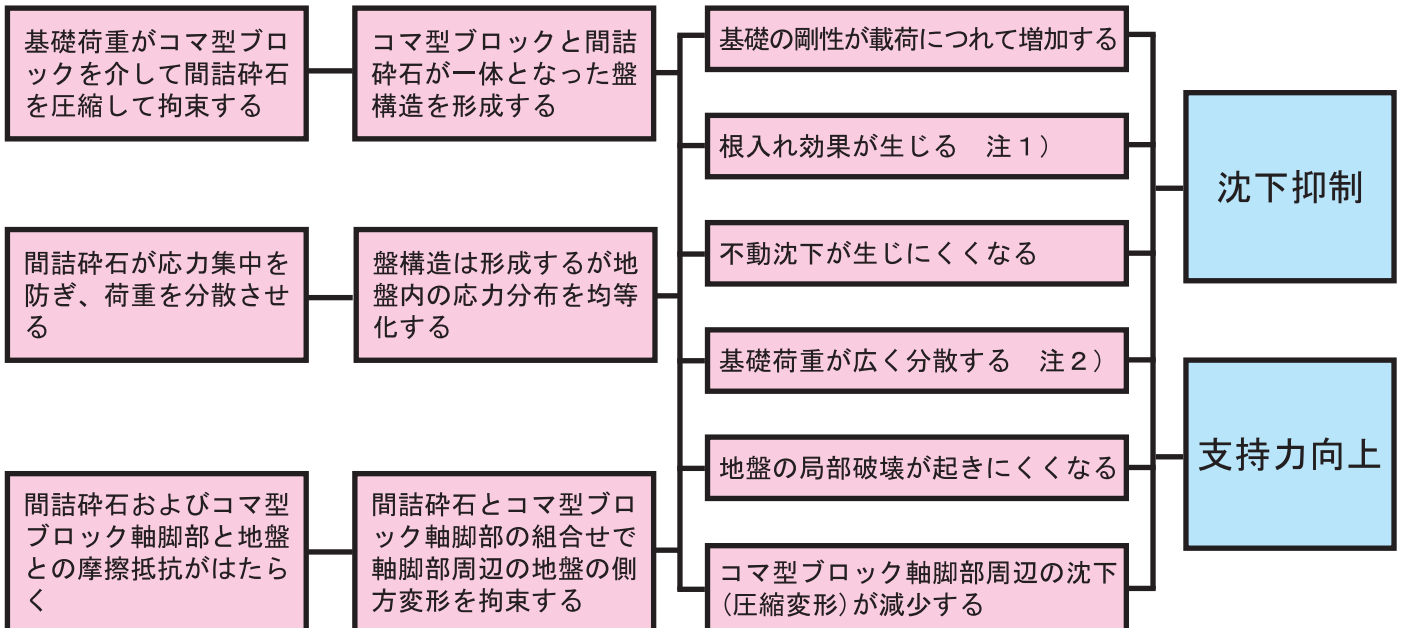 基礎荷重がコマ型ブロ
ックを介して間詰砕石
を圧縮して拘束する
コマ型ブロックと間詰
砕石が一体となった盤
構造を形成する
間詰砕石が応力集中を
防ぎ、荷重を分散させ
る
盤構造は形成するが地
盤内の応力分布を均等
化する
間詰砕石およびコマ型
ブロック軸脚部と地盤
との摩擦抵抗がはたら
く
間詰砕石とコマ型ブロ
ック軸脚部の組合せで
軸脚部周辺の地盤の側
方変形を拘束する
基礎の剛性が載荷につれて増加する
根入れ効果が生じる　注１）
不動沈下が生じにくくなる
基礎荷重が広く分散する　注２）
地盤の局部破壊が起きにくくなる
コマ型ブロック軸脚部周辺の沈下
（圧縮変形）が減少する
沈下抑制
支持力向上